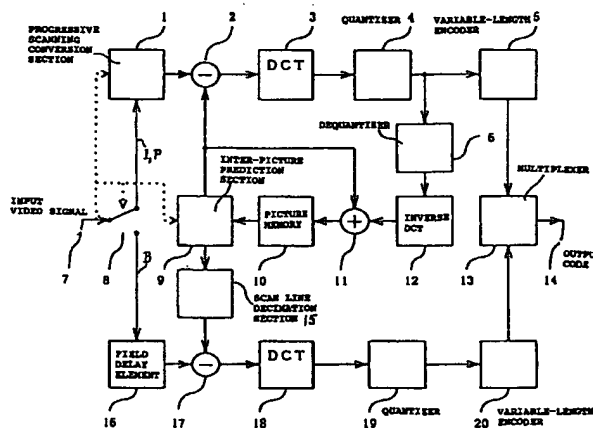 PROGRESSIVE
SCANNING
CONVERSION
SECTION
1
2
3
QUANTIZER 4
VARIABLE-LENGTH
ENCODER
5
−
DCT
DEQUANTIZER
6
I,P
INTER-PICTURE
PREDICTION
SECTION
MULTIPLEXER
INPUT
VIDEO SIGNAL
PICTURE
MEMORY
+
INVERSE
DCT
OUTPUT
CODE
7
8
B
9
10
11
12
13
14
SCAN LINE
DECIMATION
SECTION 15
FIELD
DELAY
ELEMENT
−
DCT
16
17
18
19
QUANTIZER
20
VARIABLE-LENGTH
ENCODER